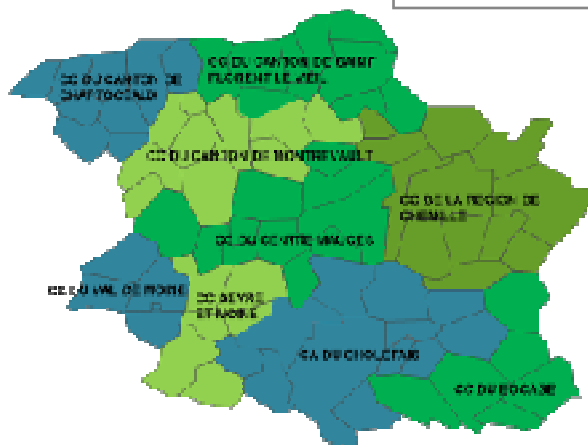 CC DU CANTON DE SAINT
FLORENT LE VIEIL
CC DU CANTON DE
CHAMPTOCEAUX
CC DU CANTON DE MONTREVAULT
CC DE LA REGION DE
CHEMILLE
CC DU CENTRE MAUGES
CC DU VAL DE MOINE
CC SEVRE
ET MOINE
CA DU CHOLETAIS
CC DU BOCAGE